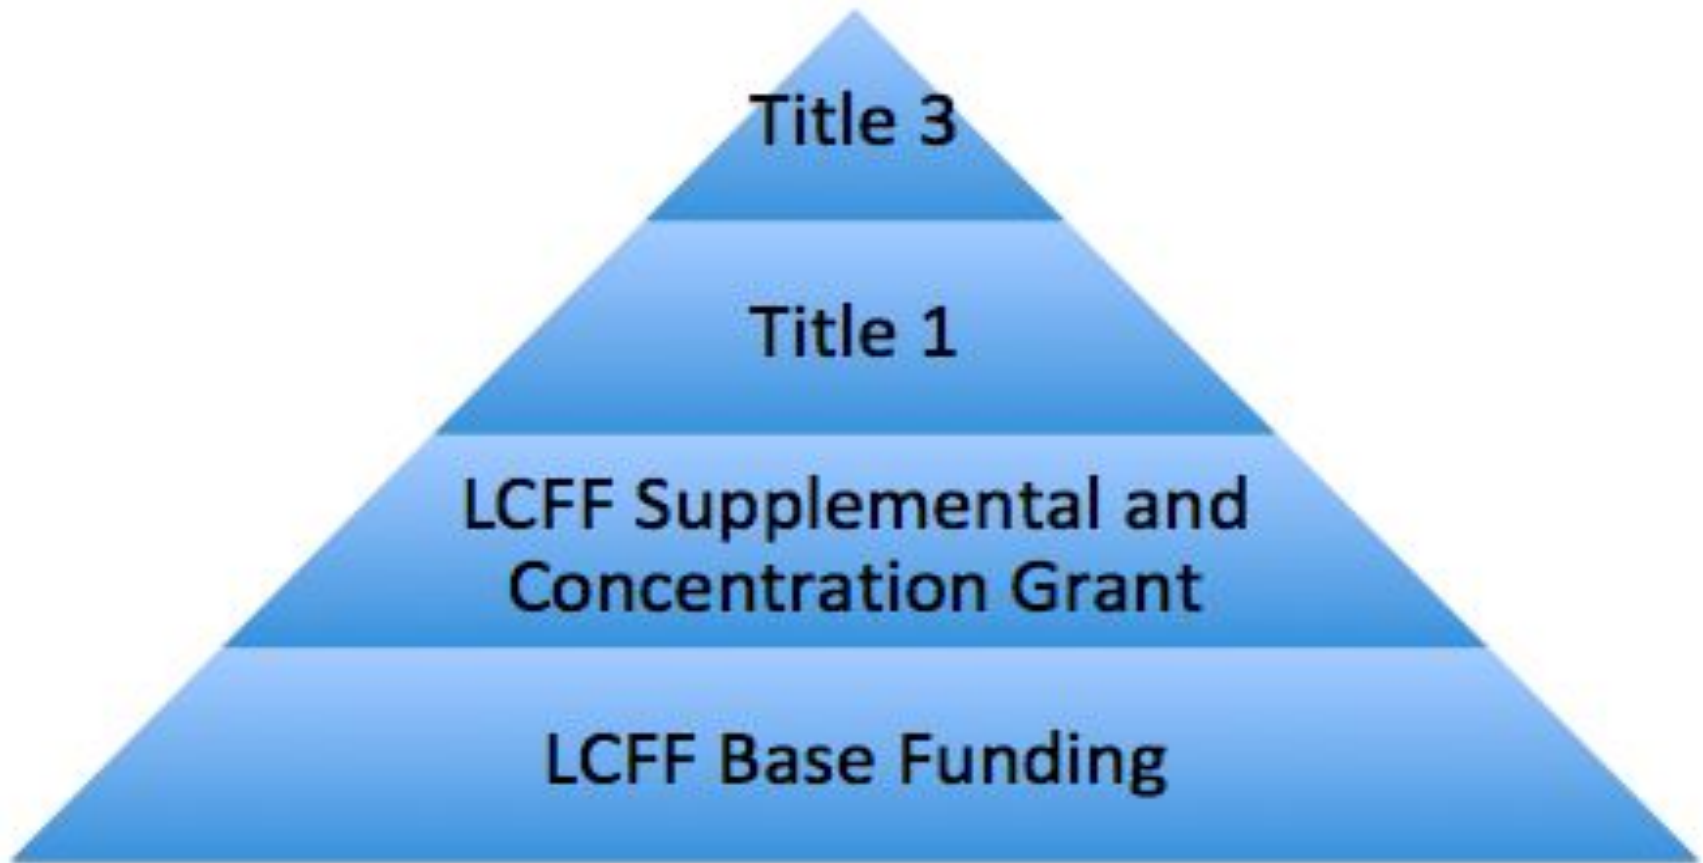 Title 3
Title 1
LCFF Supplemental and
Concentration Grant
LCFF Base Funding